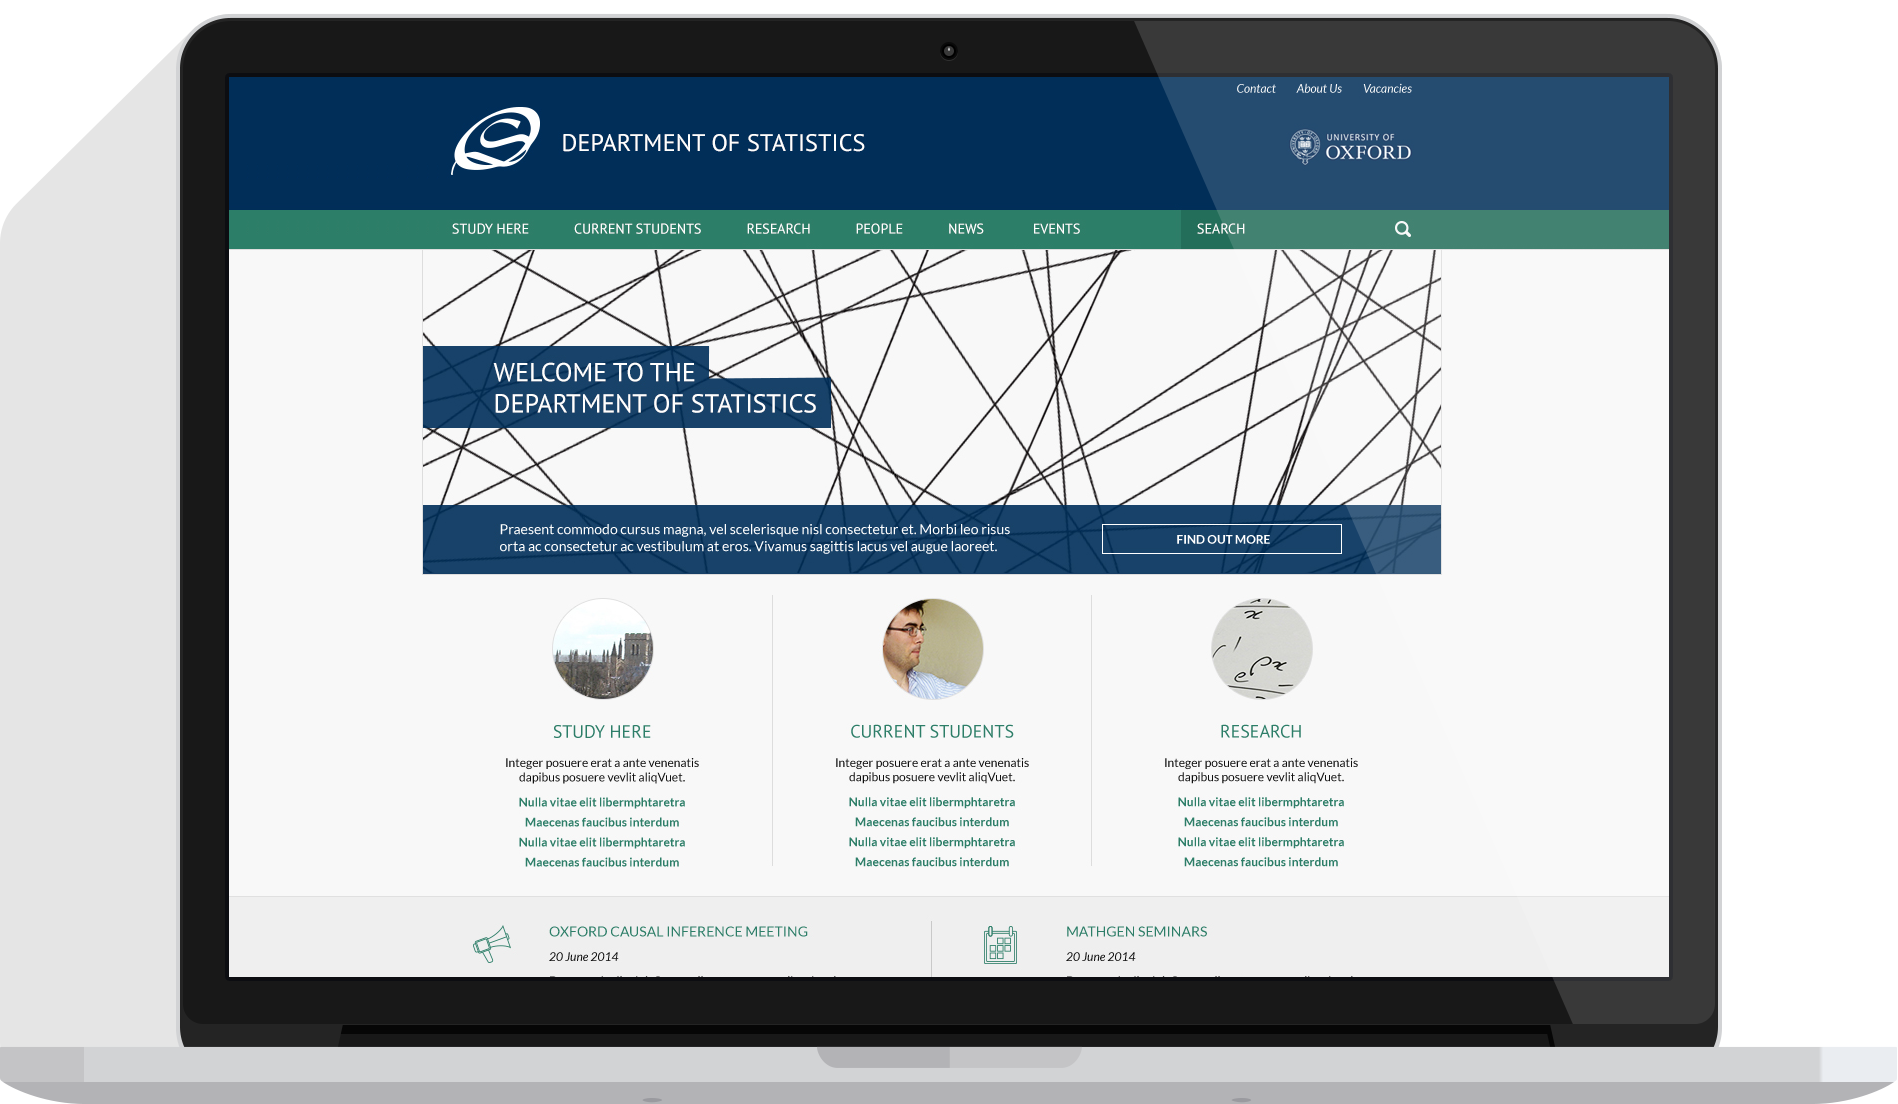 Contact About Us Vacancies
DEPARTMENT OF STATISTICS
UNIVERSITY OF
OXFORD
STUDY HERE CURRENT STUDENTS RESEARCH PEOPLE NEWS EVENTS SEARCH
WELCOME TO THE
DEPARTMENT OF STATISTICS
Praesent commodo cursus magna, vel scelerisque nisl consectetur et. Morbi leo risus
orta ac consectetur ac vestibulum at eros. Vivamus sagittis lacus vel augue laoreet.
FIND OUT MORE
STUDY HERE
Integer posuere erat a ante venenatis
dapibus posuere vevlit aliqVuet.
Nulla vitae elit libermphtaretra
Maecenas faucibus interdum
Nulla vitae elit libermphtaretra
Maecenas faucibus interdum
CURRENT STUDENTS
Integer posuere erat a ante venenatis
dapibus posuere vevlit aliqVuet.
Nulla vitae elit libermphtaretra
Maecenas faucibus interdum
Nulla vitae elit libermphtaretra
Maecenas faucibus interdum
RESEARCH
Integer posuere erat a ante venenatis
dapibus posuere vevlit aliqVuet.
Nulla vitae elit libermphtaretra
Maecenas faucibus interdum
Nulla vitae elit libermphtaretra
Maecenas faucibus interdum
OXFORD CAUSAL INFERENCE MEETING
20 June 2014
MATHGEN SEMINARS
20 June 2014